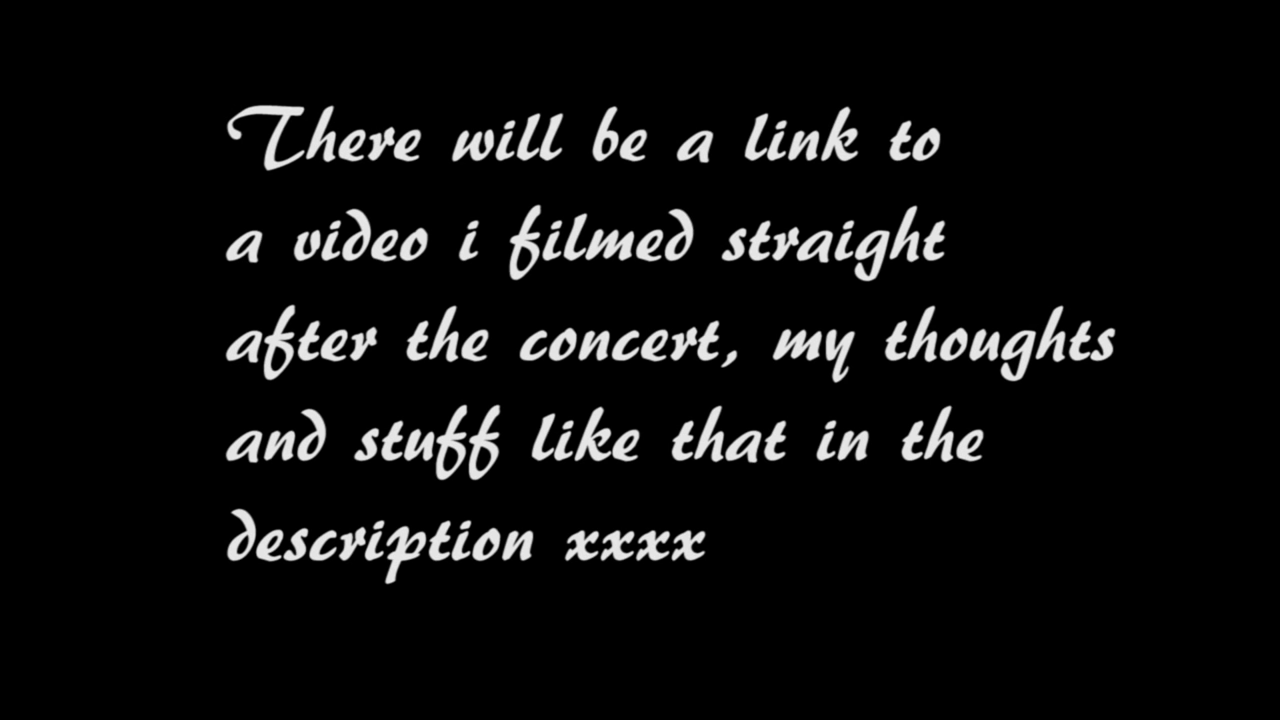 There will be a link to
a video i filmed straight
after the concert, my thoughts
and stuff like that in the
description xxxx